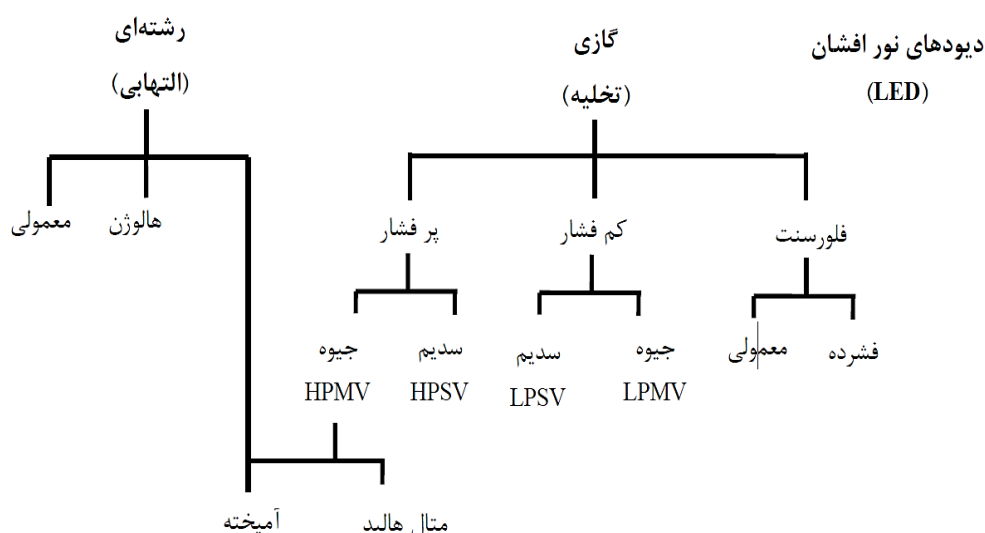 دیودهای نور افشان
(LED)
گازی
(تخلیه)
رشته‌ای
(التهابی)
فلورسنت
کم فشار
پر فشار
هالوژن
معمولی
فشرده
معمولی
جیوه
LPMV
سدیم
LPSV
سدیم
HPSV
جیوه
HPMV
متال هالید
آمیخته